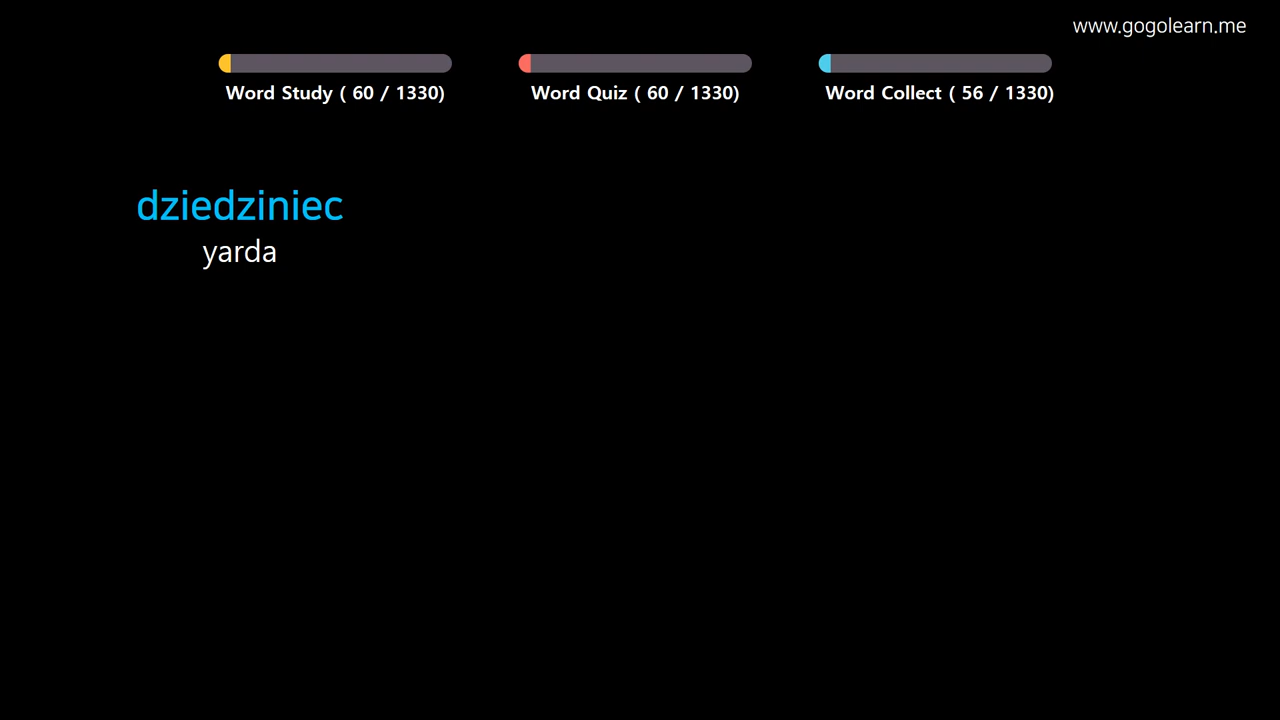 www.gogolearn.me
Word Study ( 60 / 1330)
Word Quiz ( 60 / 1330)
Word Collect ( 56 / 1330)
dziedziniec
yarda